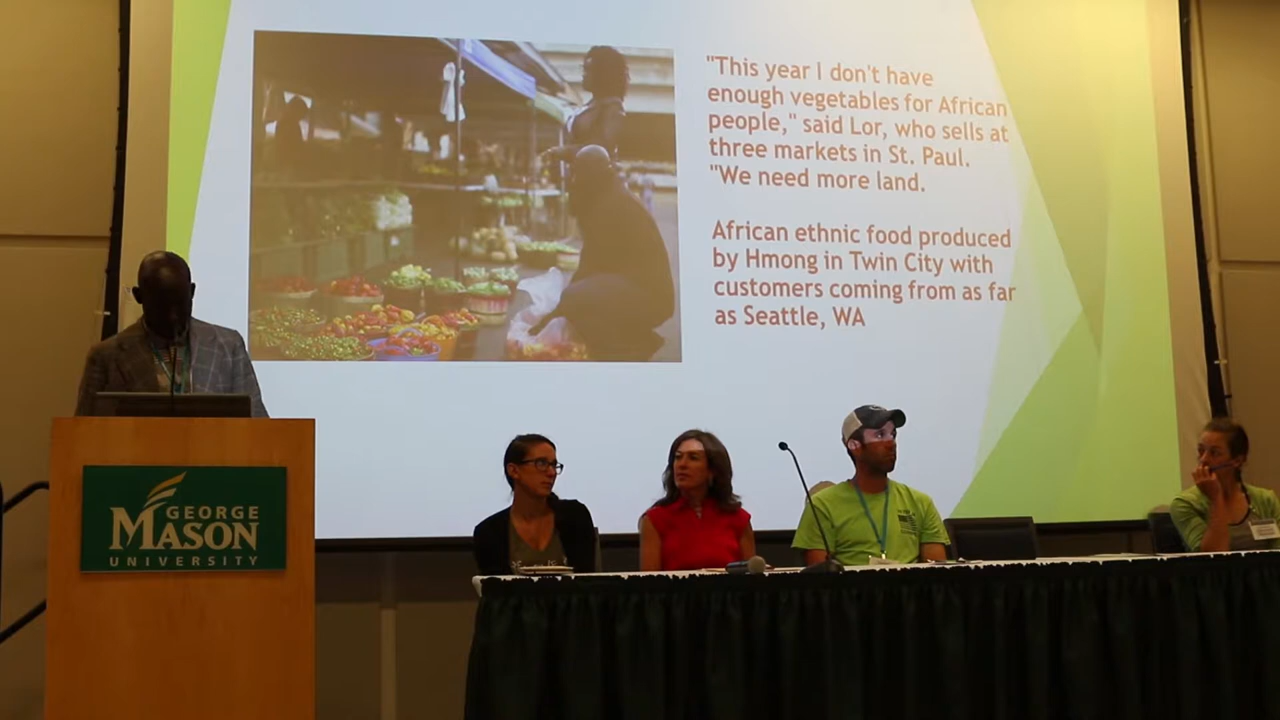 "This year I don't have
enough vegetables for African
people," said Lor, who sells at
three markets in St. Paul.
"We need more land.
African ethnic food produced
by Hmong in Twin City with
customers coming from as far
as Seattle, WA
GEORGE
MASON
UNIVERSITY